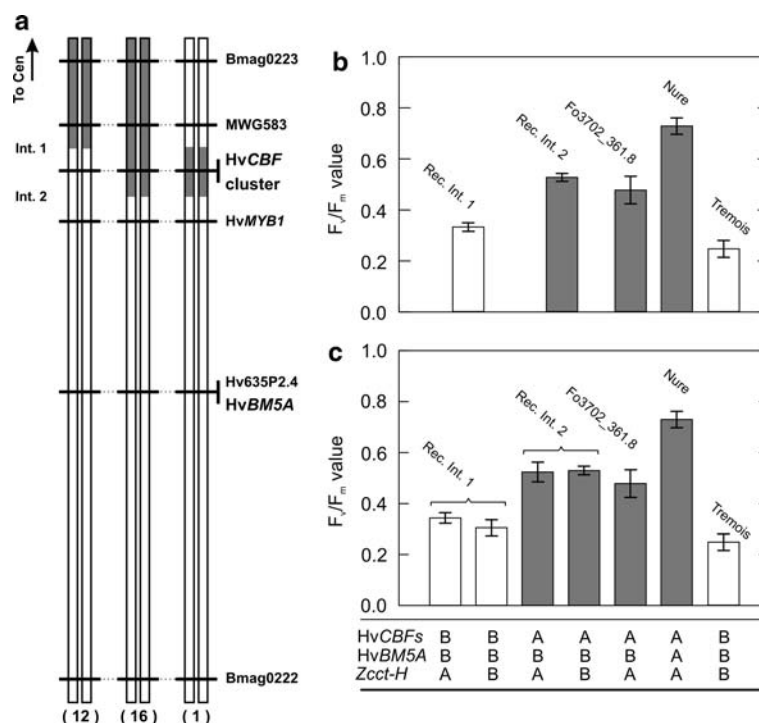 a
To Cen
Bmag0223
MWG583
Int. 1
HvCBF
cluster
Int. 2
HvMYB1
Hv635P2.4
HvBM5A
Bmag0222
( 12 ) ( 16 ) ( 1 )
b
Fv/Fm value
1.0
0.8
0.6
0.4
0.2
0.0
Rec. Int. 1
Rec. Int. 2
Fo3702_361.8
Nure
Tremois
c
Fv/Fm value
1.0
0.8
0.6
0.4
0.2
0.0
Rec. Int. 1
Rec. Int. 2
Fo3702_361.8
Nure
Tremois
HvCBFs B B A A A A B
HvBM5A B B B B B A B
Zcct-H A B A B A A B